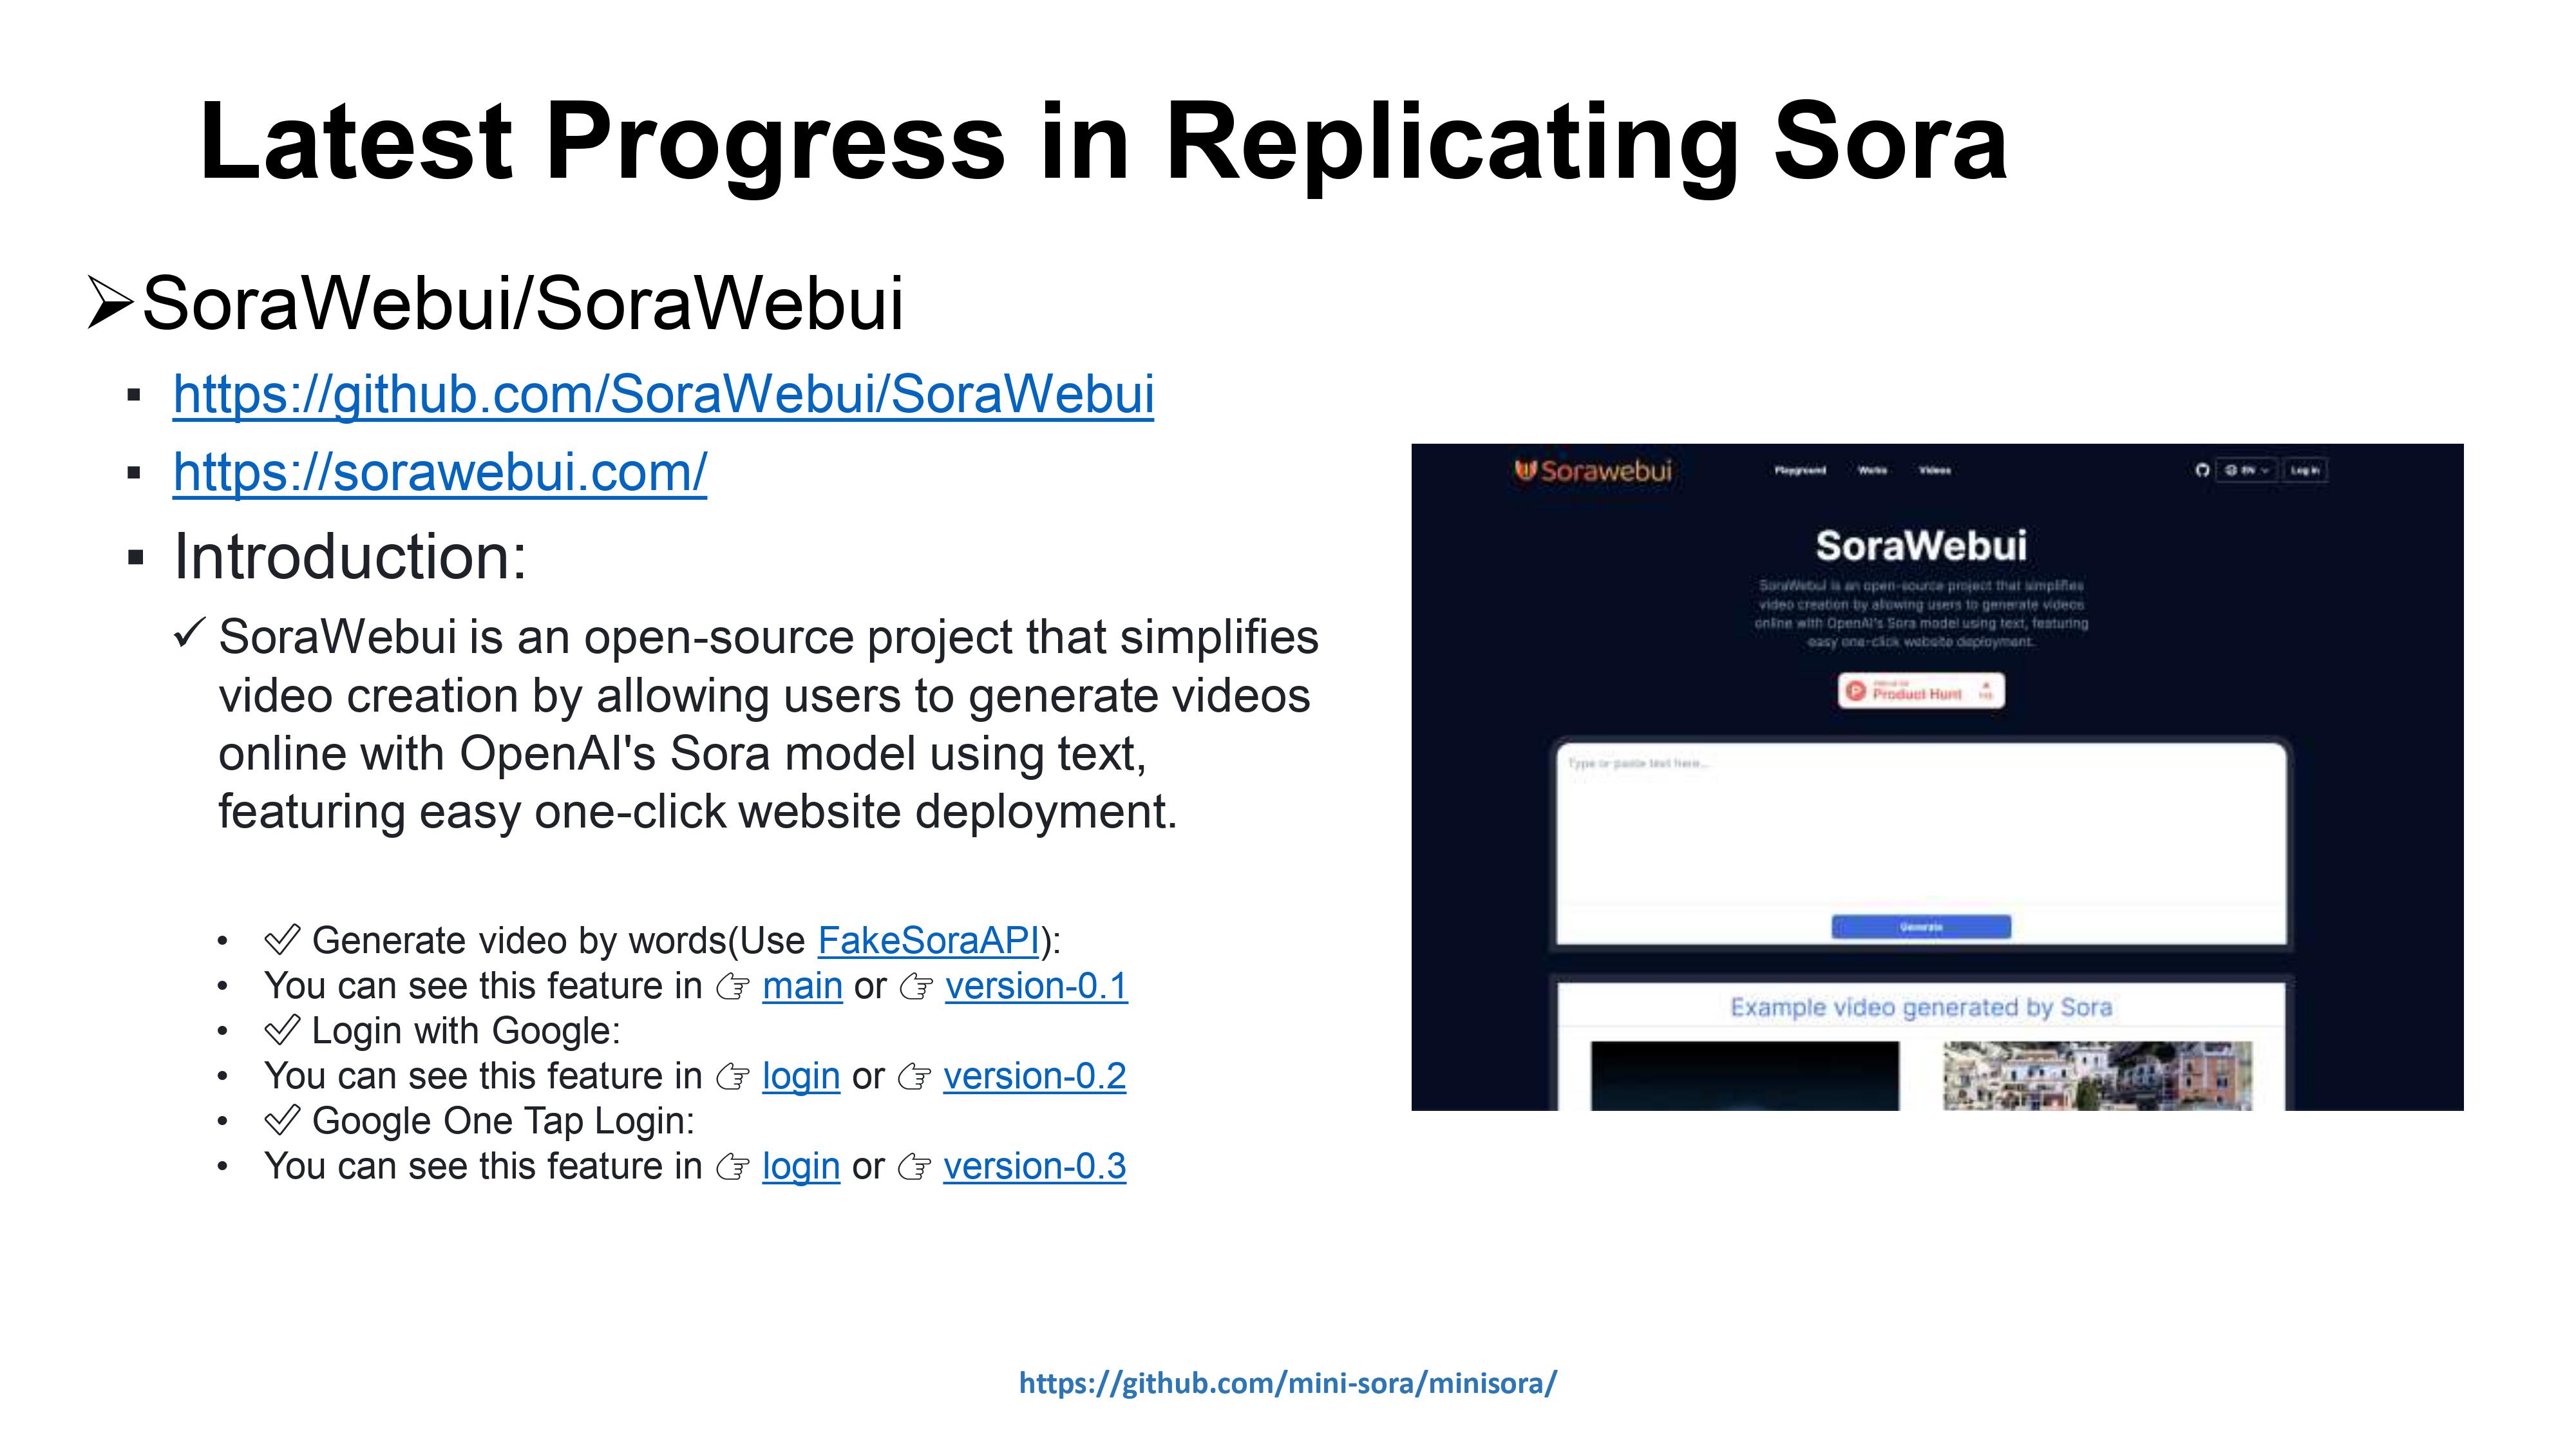 Latest Progress in Replicating Sora
➢SoraWebui/SoraWebui
▪ https://github.com/SoraWebui/SoraWebui
▪ https://sorawebui.com/
▪ Introduction:
✓ SoraWebui is an open-source project that simplifies
video creation by allowing users to generate videos
online with OpenAI's Sora model using text,
featuring easy one-click website deployment.
• ✅ Generate video by words(Use FakeSoraAPI):
• You can see this feature in 👉 main or 👉 version-0.1
• ✅ Login with Google:
• You can see this feature in 👉 login or 👉 version-0.2
• ✅ Google One Tap Login:
• You can see this feature in 👉 login or 👉 version-0.3
Sorawebui
Playground Works Videos
EN
Log in
SoraWebui
SoraWebui is an open-source project that simplifies
video creation by allowing users to generate videos
online with OpenAI's Sora model using text, featuring
easy one-click website deployment.
Product Hunt
Type or paste text here...
Generate
Example video generated by Sora
https://github.com/mini-sora/minisora/